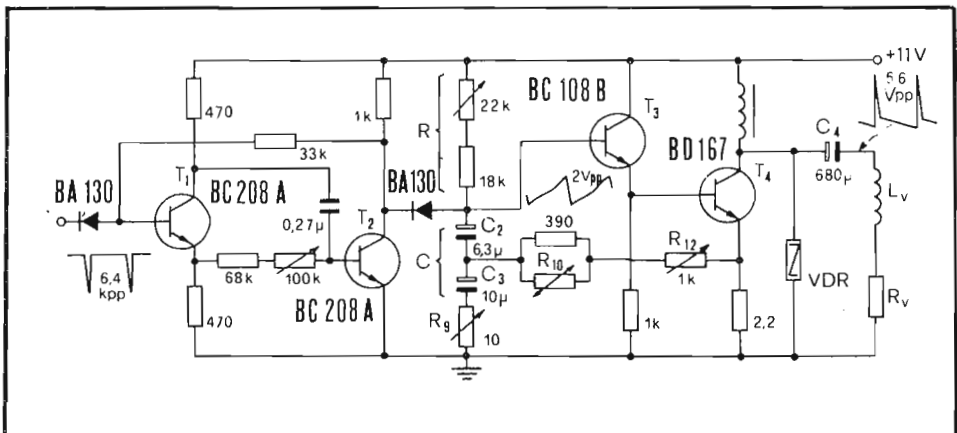 +11V
5,6
Vpp
BC 108 B
470
1k
R
22k
T3
BD167
C4
33k
T1
BA130
18k
T4
680µ
Lv
BA 130
BC 208 A
2Vpp
0,27µ
T2
C2
390
6,3µ
R10
R12
C
6,4
kpp
68k
100k
C3
1k
VDR
BC 208 A
10µ
Rv
470
R9
10
1k
2,2